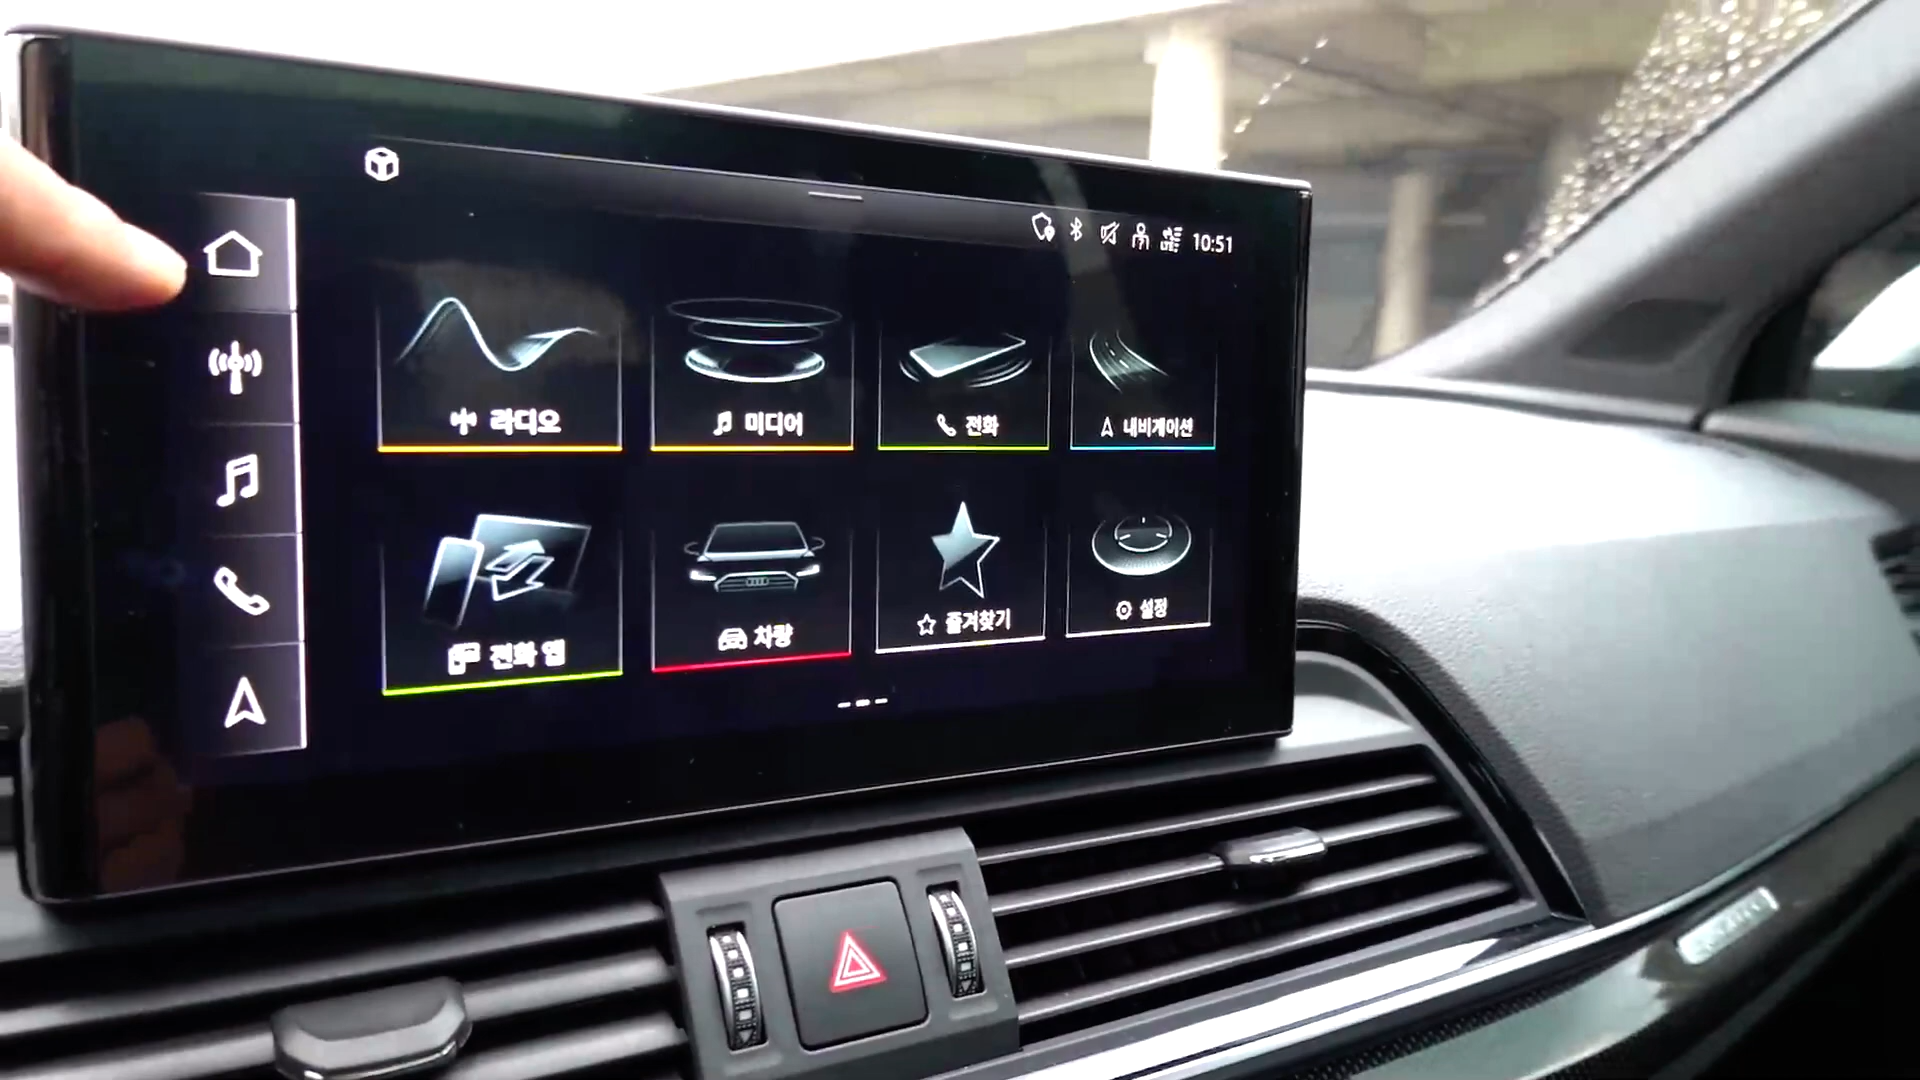 10:51
라디오
미디어
전화
내비게이션
전화 앱
차량
즐겨찾기
설정